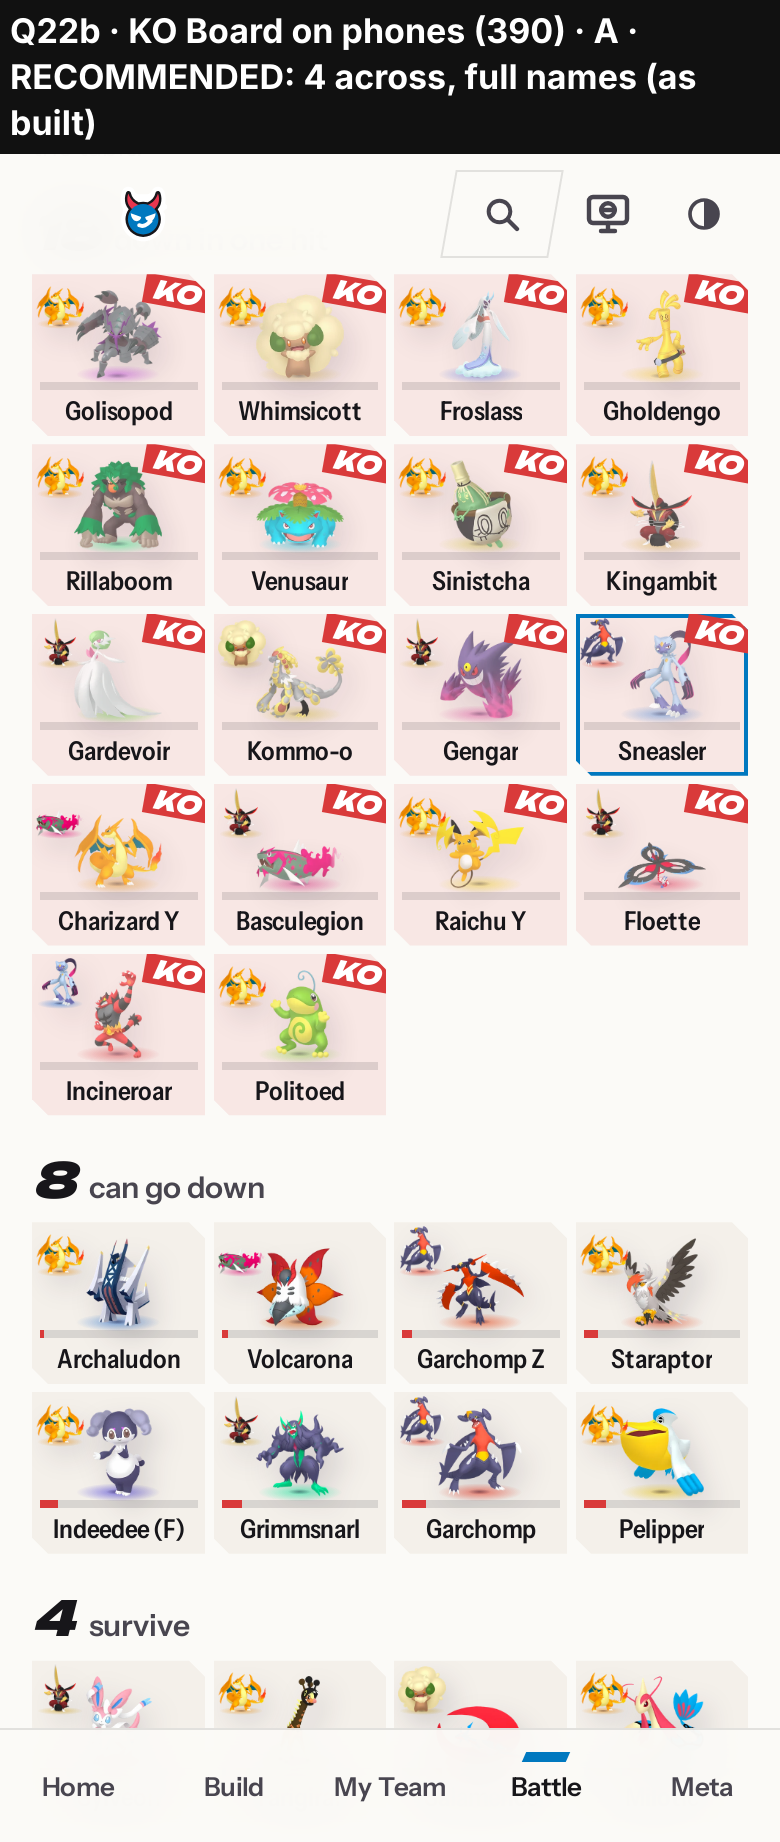 Q22b · KO Board on phones (390) · A ·
RECOMMENDED: 4 across, full names (as
built)
KO KO KO KO
Golisopod Whimsicott Froslass Gholdengo
KO KO KO KO
Rillaboom Venusaur Sinistcha Kingambit
KO KO KO KO
Gardevoir Kommo-o Gengar Sneasler
KO KO KO KO
Charizard Y Basculegion Raichu Y Floette
KO KO
Incineroar Politoed
8 can go down
Archaludon Volcarona Garchomp Z Staraptor
Indeedee (F) Grimmsnarl Garchomp Pelipper
4 survive
Home Build My Team Battle Meta